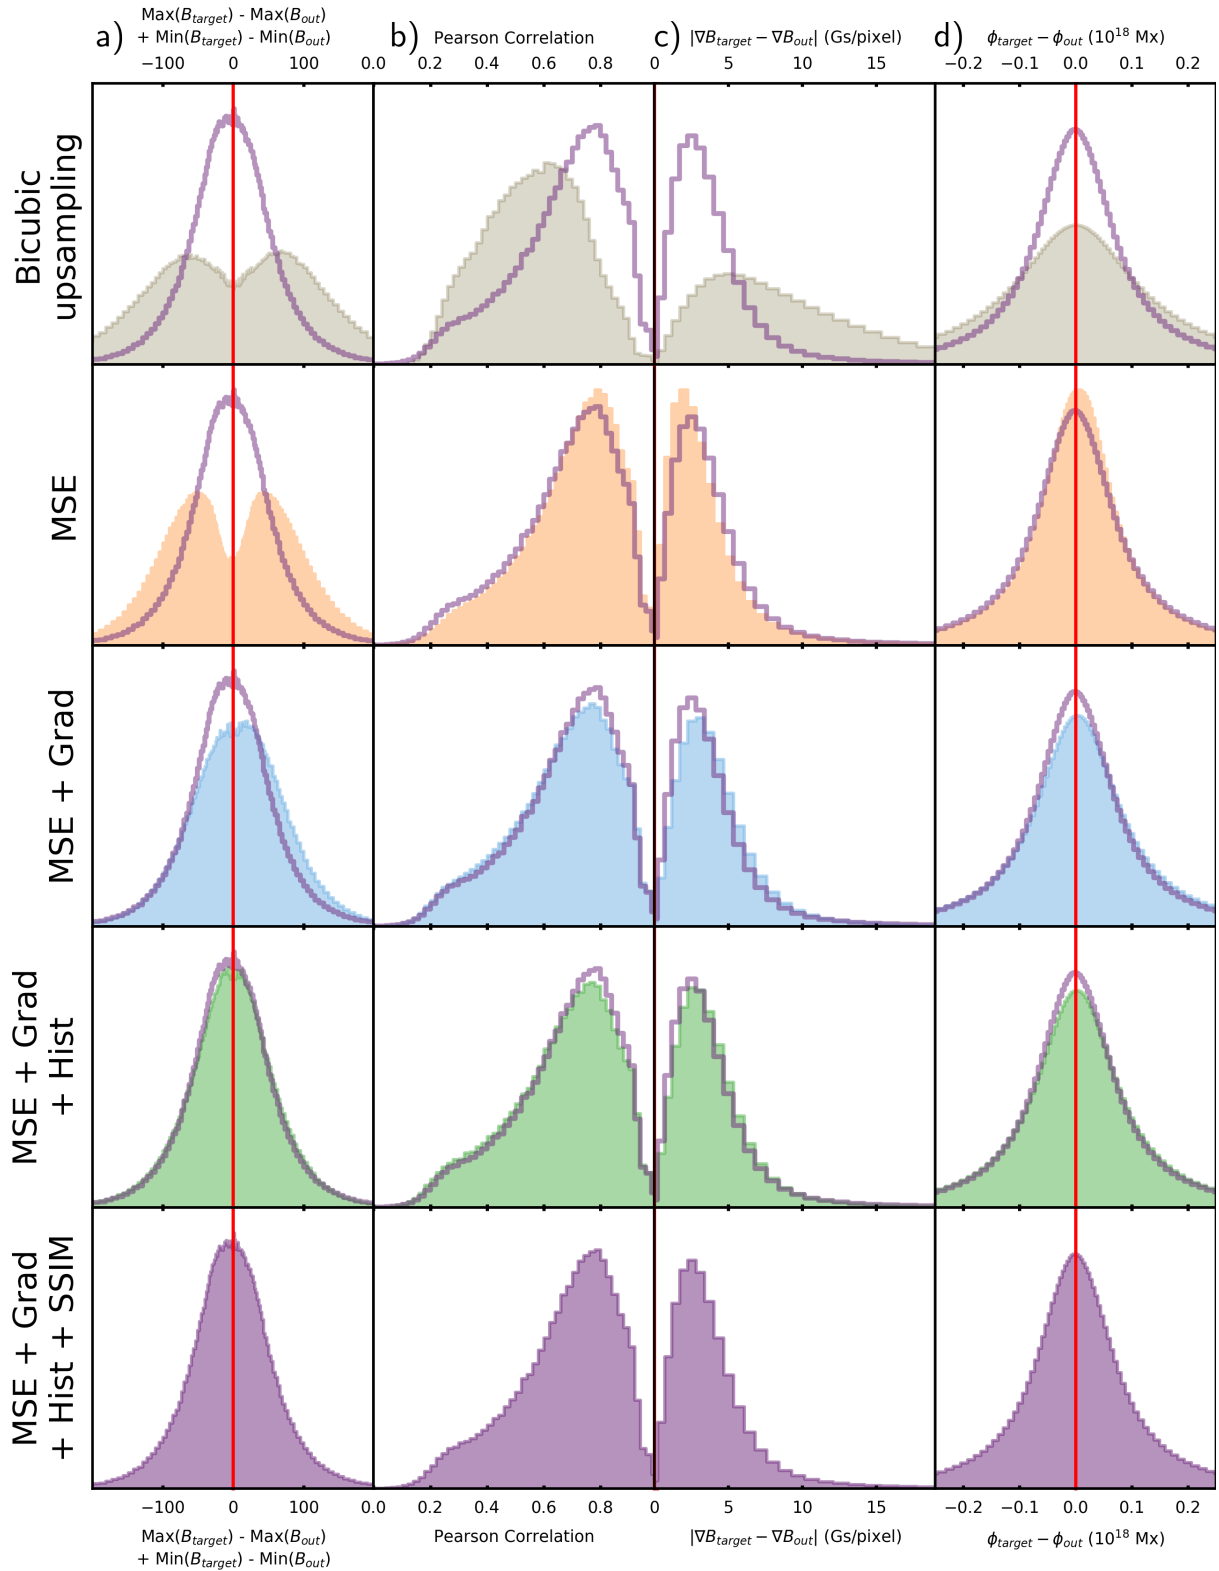 a) Max(B_target) - Max(B_out)
+ Min(B_target) - Min(B_out)
b) Pearson Correlation
c) |∇B_target − ∇B_out| (Gs/pixel)
d) ϕ_target − ϕ_out (10^18 Mx)
−100 0 0.0 0.2 0.4 0.6 0.8 0 5 10 15 −0.2 −0.1 0.0 0.1 0.2
100
Bicubic
upsampling
MSE
MSE + Grad
MSE + Grad
+ Hist
MSE + Grad
+ Hist + SSIM
−100 0 100 0.0 0.2 0.4 0.6 0.8 0 5 10 15 −0.2 −0.1 0.0 0.1 0.2
Max(B_target) - Max(B_out)
+ Min(B_target) - Min(B_out)
Pearson Correlation
|∇B_target − ∇B_out| (Gs/pixel)
ϕ_target − ϕ_out (10^18 Mx)